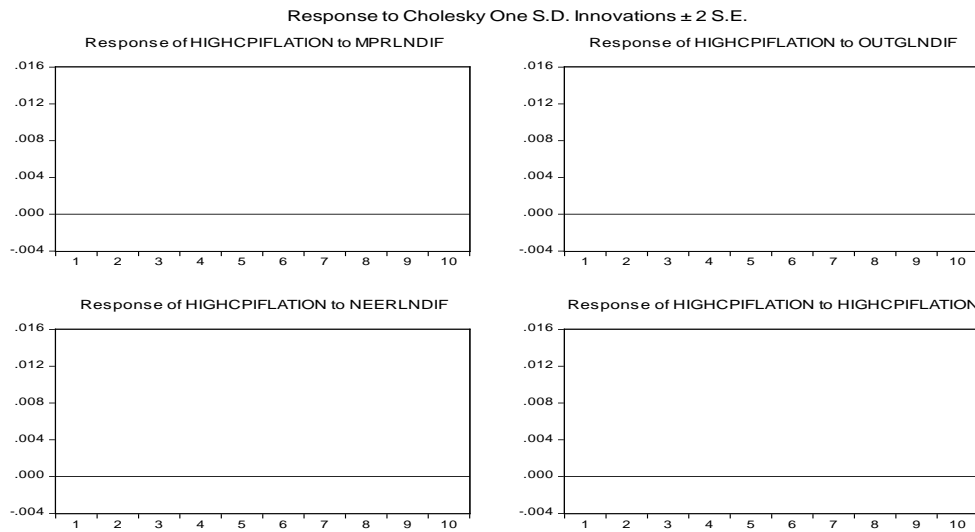 Response to Cholesky One S.D. Innovations ± 2 S.E.
Response of HIGHCPIFLATION to MPRLNDIF
.016
.012
.008
.004
.000
-.004
1 2 3 4 5 6 7 8 9 10
Response of HIGHCPIFLATION to OUTGLNDIF
.016
.012
.008
.004
.000
-.004
1 2 3 4 5 6 7 8 9 10
Response of HIGHCPIFLATION to NEERLNDIF
.016
.012
.008
.004
.000
-.004
1 2 3 4 5 6 7 8 9 10
Response of HIGHCPIFLATION to HIGHCPIFLATION
.016
.012
.008
.004
.000
-.004
1 2 3 4 5 6 7 8 9 10